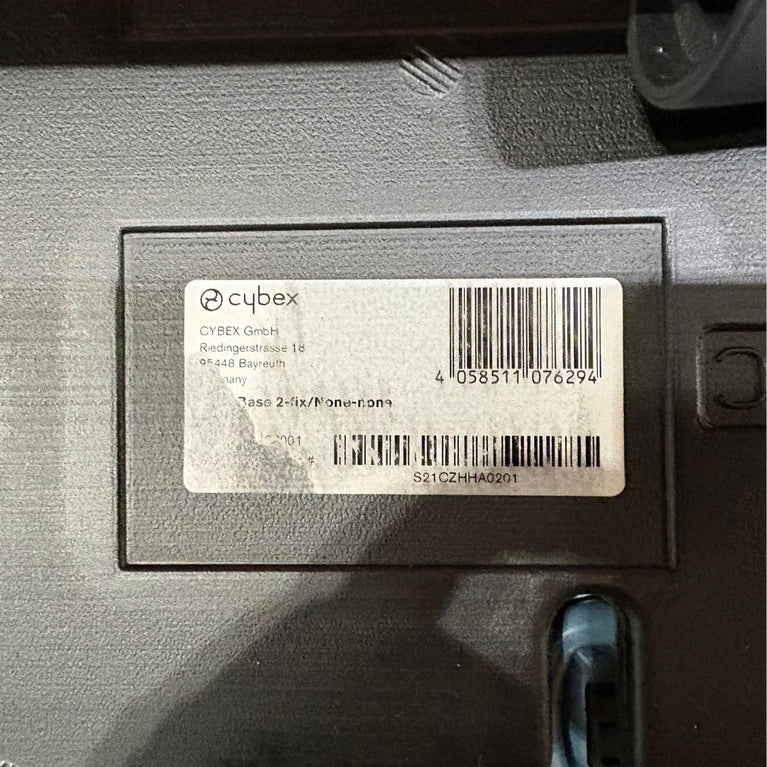 cybex
CYBEX GmbH
Riedingerstrasse 18
95448 Bayreuth
4 058511 076294
Base 2-fix/None-none
S21CZHHA0201